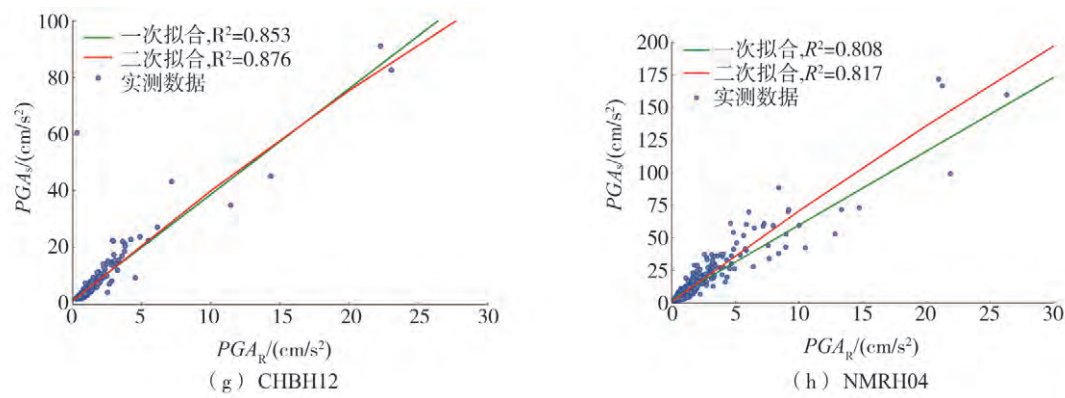 100
80
60
40
20
0
PGAs/(cm/s²)
一次拟合,R²=0.853
二次拟合,R²=0.876
实测数据
0 5 10 15 20 25 30
PGA_R/(cm/s²)
(g) CHBH12
200
175
150
125
100
75
50
25
0
PGAs/(cm/s²)
一次拟合,R²=0.808
二次拟合,R²=0.817
实测数据
0 5 10 15 20 25 30
PGA_R/(cm/s²)
(h) NMRH04